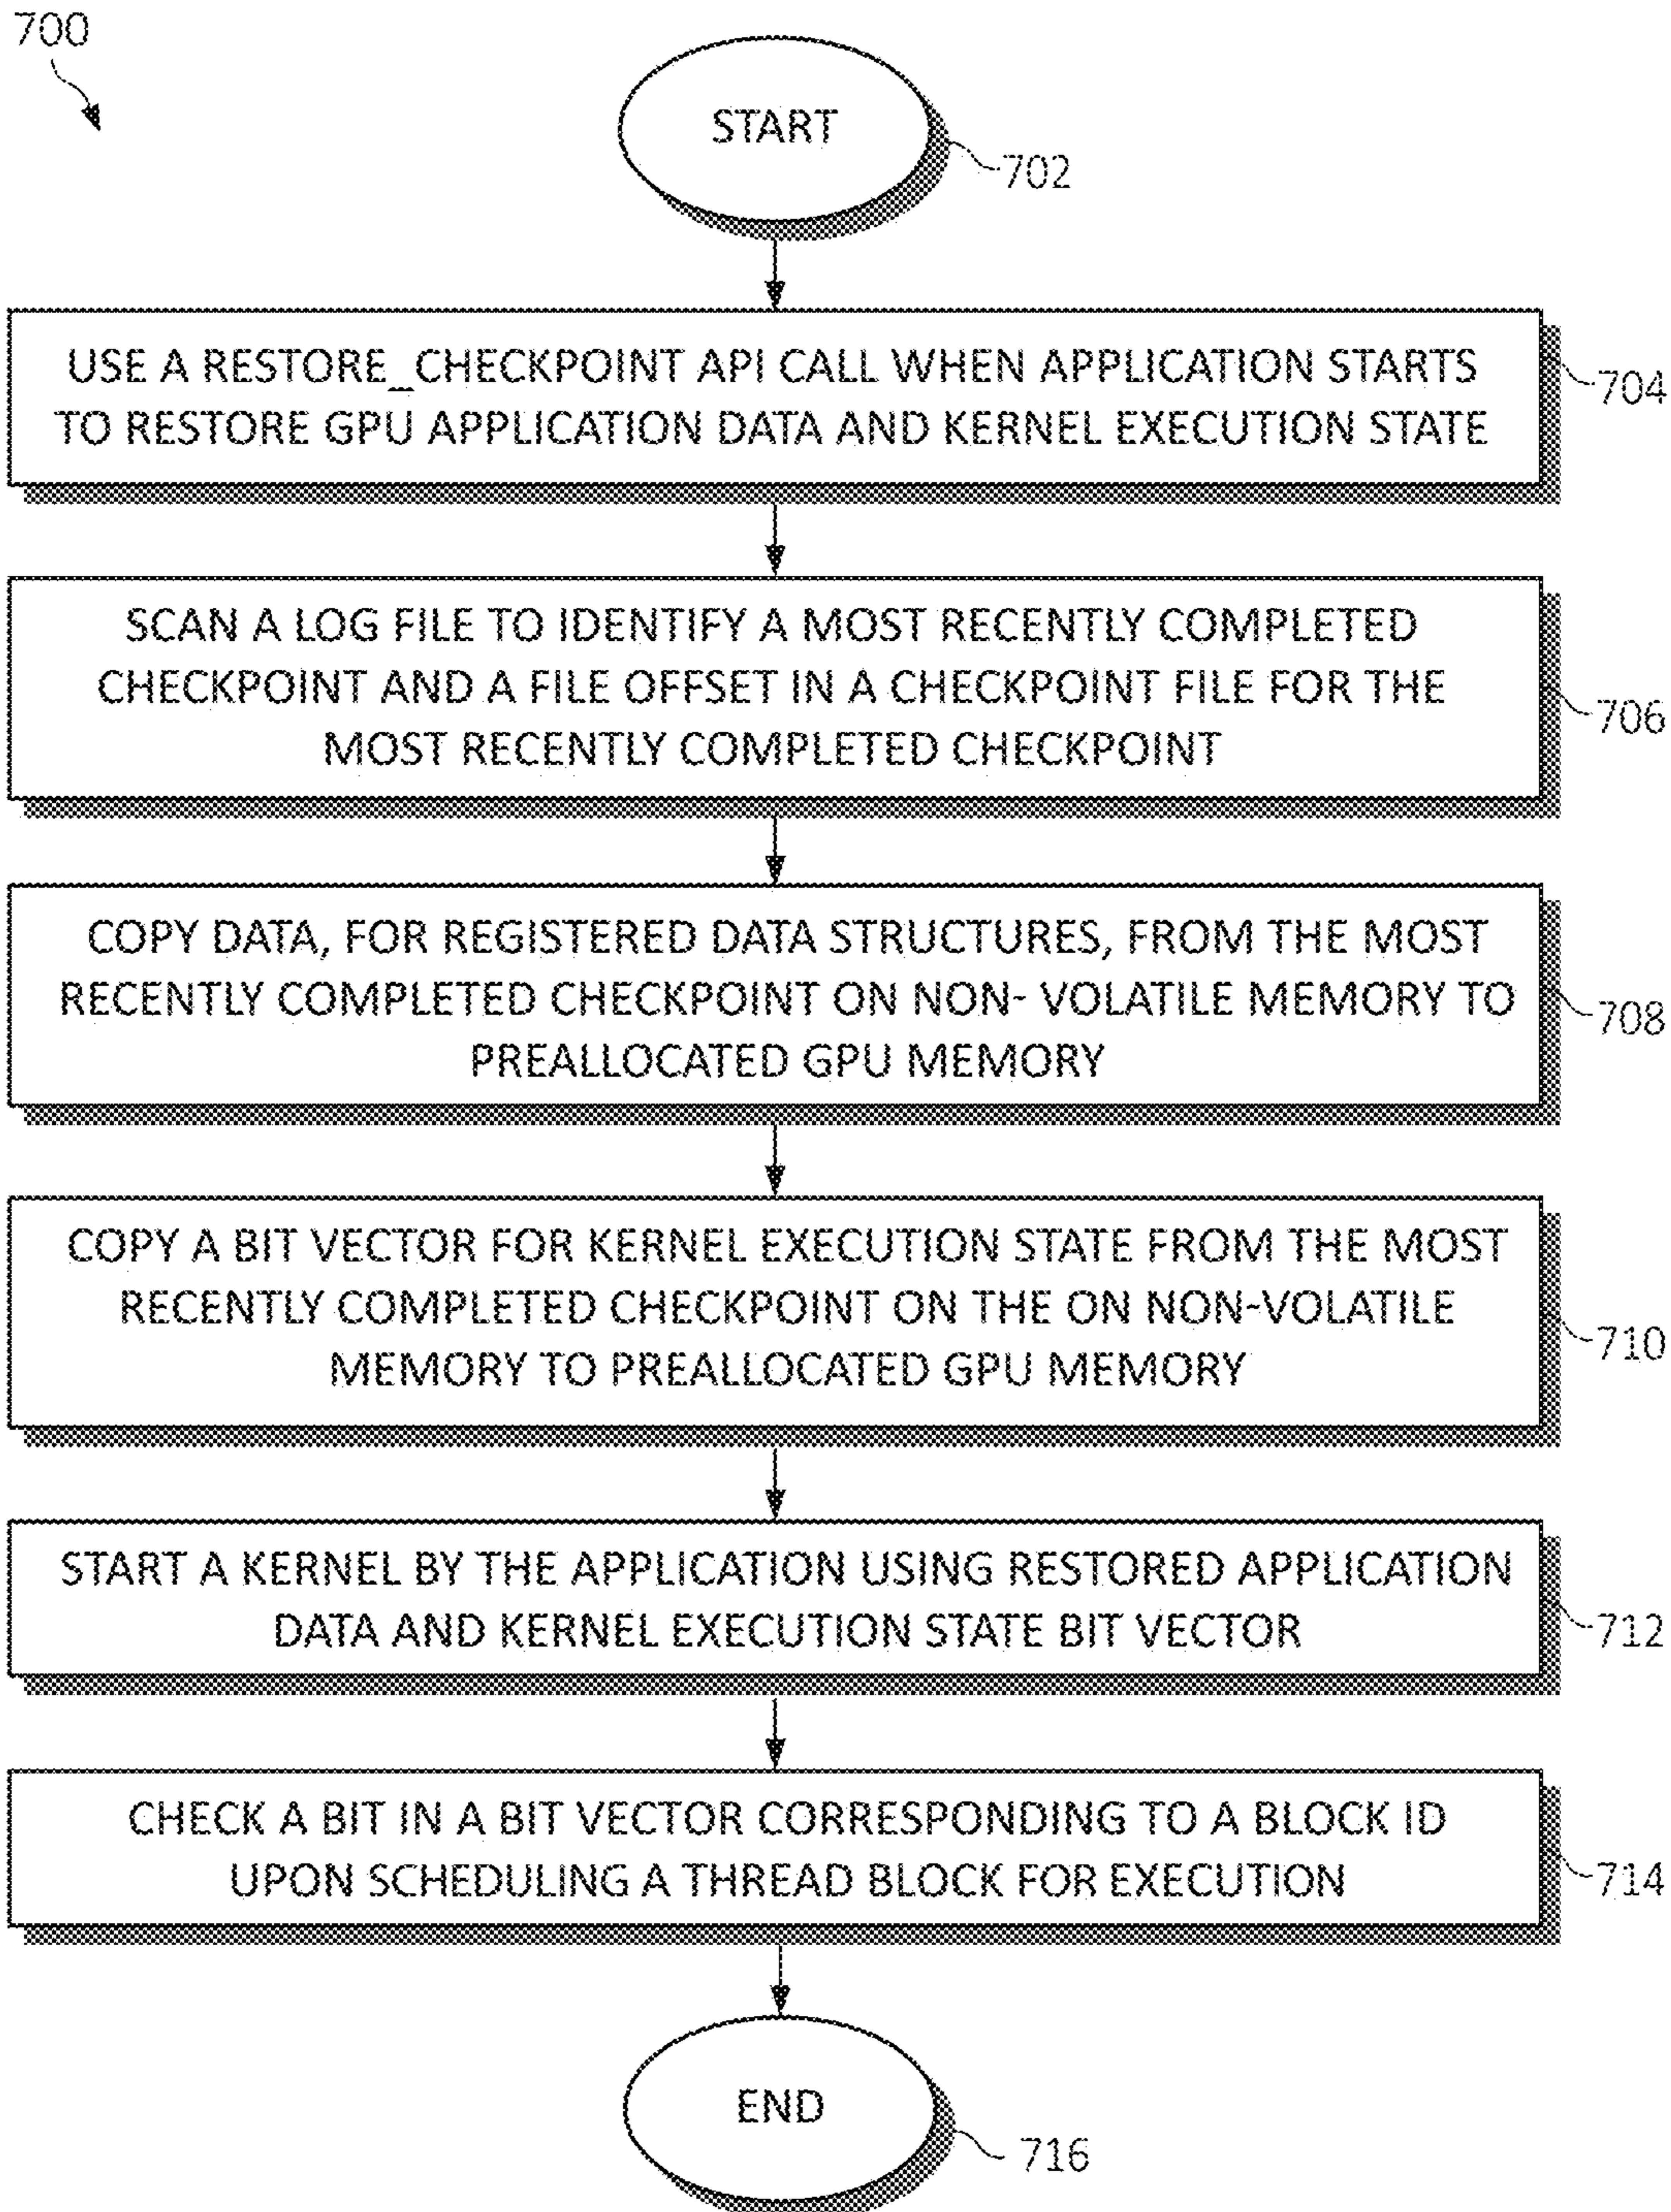 700
START
702
USE A RESTORE_CHECKPOINT API CALL WHEN APPLICATION STARTS
TO RESTORE GPU APPLICATION DATA AND KERNEL EXECUTION STATE
704
SCAN A LOG FILE TO IDENTIFY A MOST RECENTLY COMPLETED
CHECKPOINT AND A FILE OFFSET IN A CHECKPOINT FILE FOR THE
MOST RECENTLY COMPLETED CHECKPOINT
706
COPY DATA, FOR REGISTERED DATA STRUCTURES, FROM THE MOST
RECENTLY COMPLETED CHECKPOINT ON NON- VOLATILE MEMORY TO
PREALLOCATED GPU MEMORY
708
COPY A BIT VECTOR FOR KERNEL EXECUTION STATE FROM THE MOST
RECENTLY COMPLETED CHECKPOINT ON THE ON NON-VOLATILE
MEMORY TO PREALLOCATED GPU MEMORY
710
START A KERNEL BY THE APPLICATION USING RESTORED APPLICATION
DATA AND KERNEL EXECUTION STATE BIT VECTOR
712
CHECK A BIT IN A BIT VECTOR CORRESPONDING TO A BLOCK ID
UPON SCHEDULING A THREAD BLOCK FOR EXECUTION
714
END
716